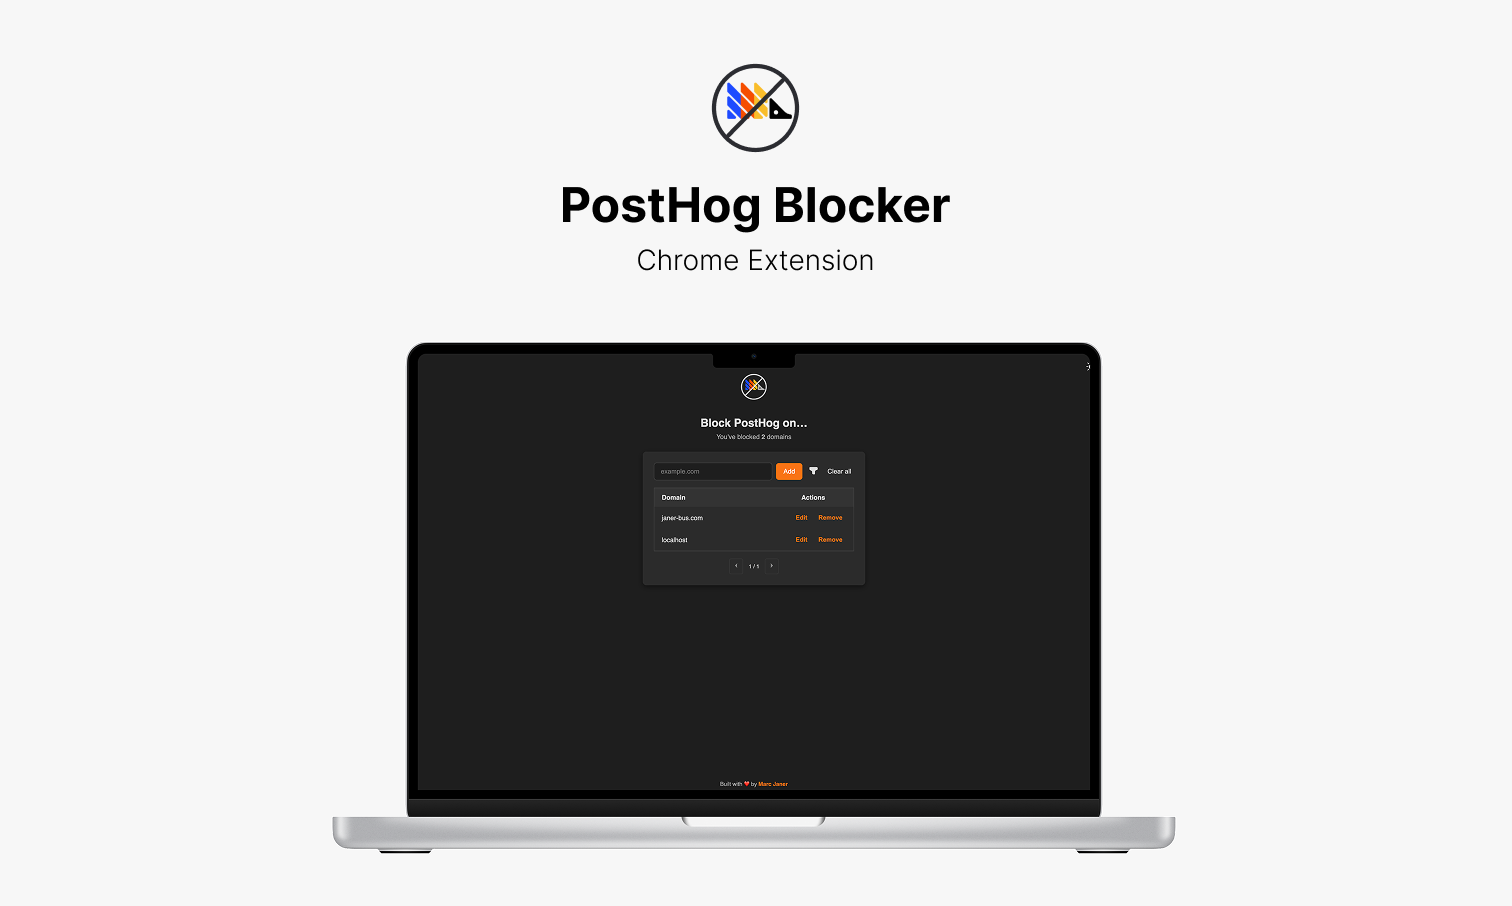 PostHog Blocker
Chrome Extension
Block PostHog on...
You've blocked 2 domains
example.com Add Clear all
Domain Actions
janer-bus.com Edit Remove
localhost Edit Remove
‹ 1 / 1 ›
Built with ❤️ by Marc Janer